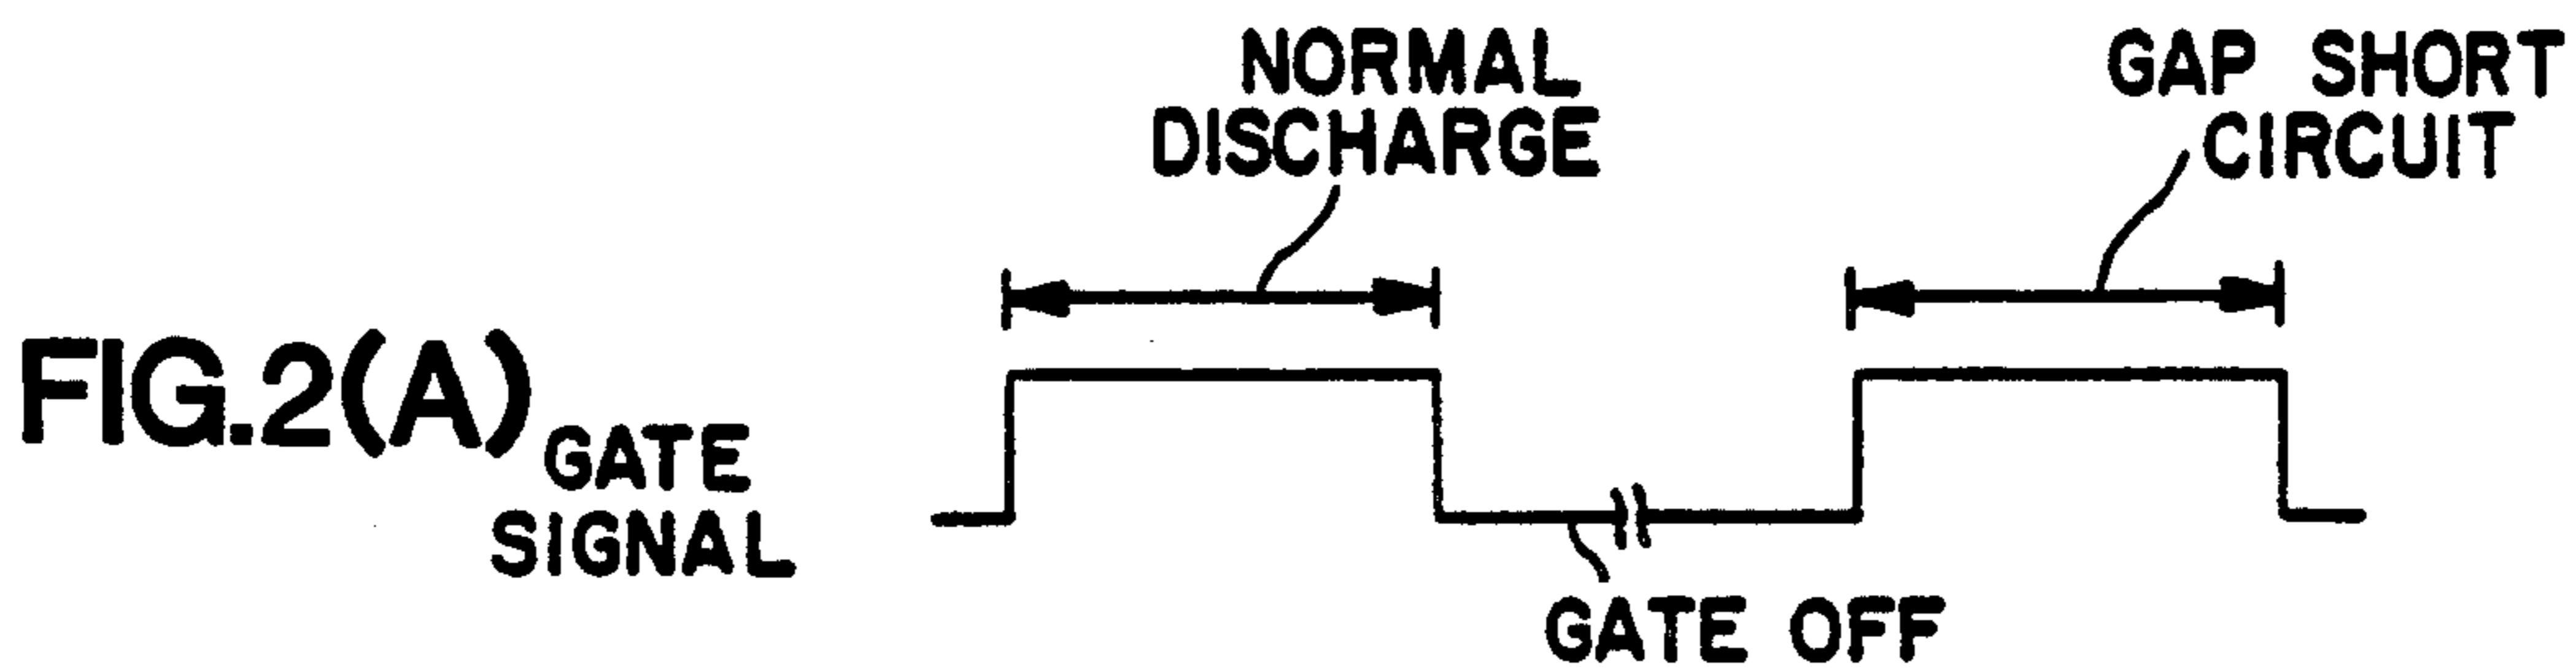 NORMAL
DISCHARGE
GAP SHORT
CIRCUIT
FIG.2(A)
GATE
SIGNAL
GATE OFF